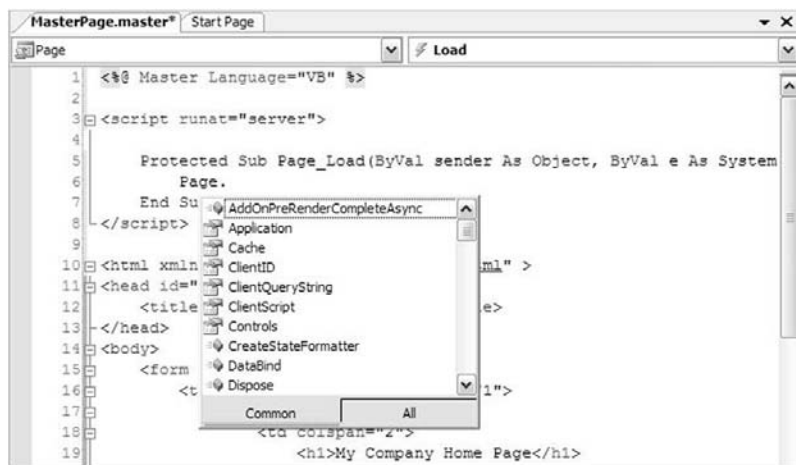 MasterPage.master* Start Page
Page Load
1 <%@ Master Language="VB" %>
2
3 <script runat="server">
4
5 Protected Sub Page_Load(ByVal sender As Object, ByVal e As System
6 Page.
7 End Su
8 </script>
9
10 <html xmln ml" >
11 <head id="
12 <title e>
13 </head>
14 <body>
15 <form
16 <t 1">
17
18 <td colspan="2">
19 <h1>My Company Home Page</h1>
AddOnPreRenderCompleteAsync
Application
Cache
ClientID
ClientQueryString
ClientScript
Controls
CreateStateFormatter
DataBind
Dispose
Common All